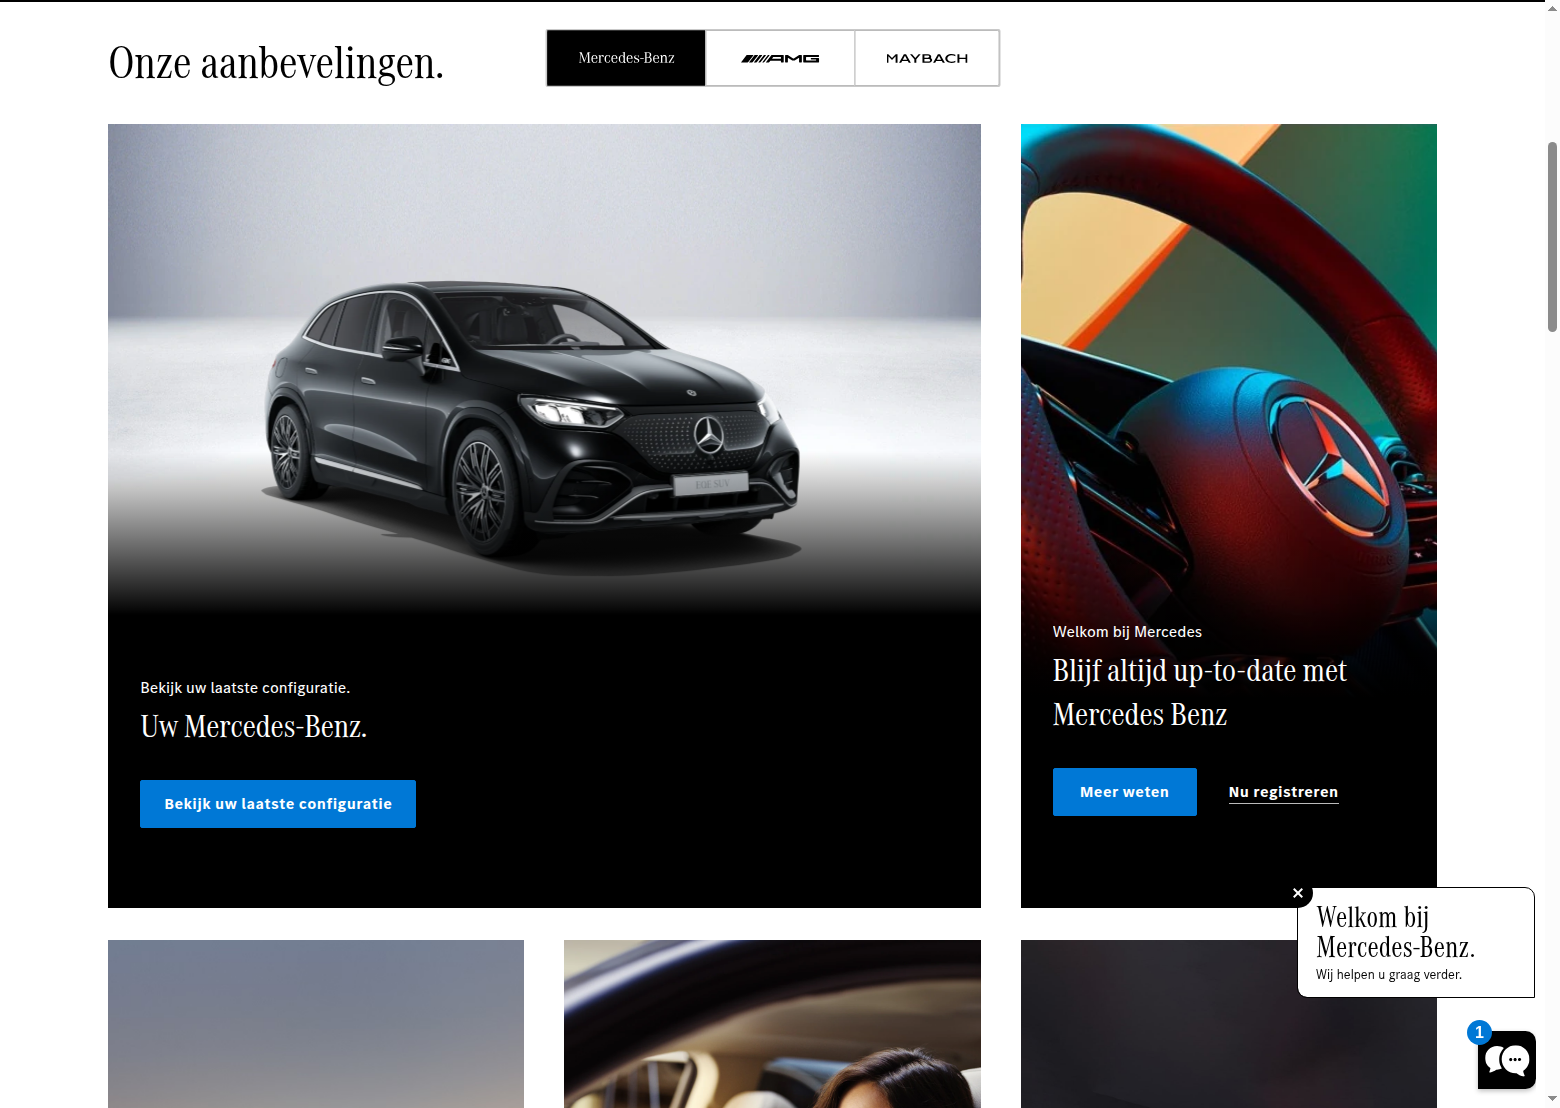 Onze aanbevelingen.
Mercedes-Benz
AMG
MAYBACH
EQE SUV
Bekijk uw laatste configuratie.
Uw Mercedes-Benz.
Bekijk uw laatste configuratie
Welkom bij Mercedes
Blijf altijd up-to-date met
Mercedes Benz
Meer weten
Nu registreren
Welkom bij
Mercedes-Benz.
Wij helpen u graag verder.
1